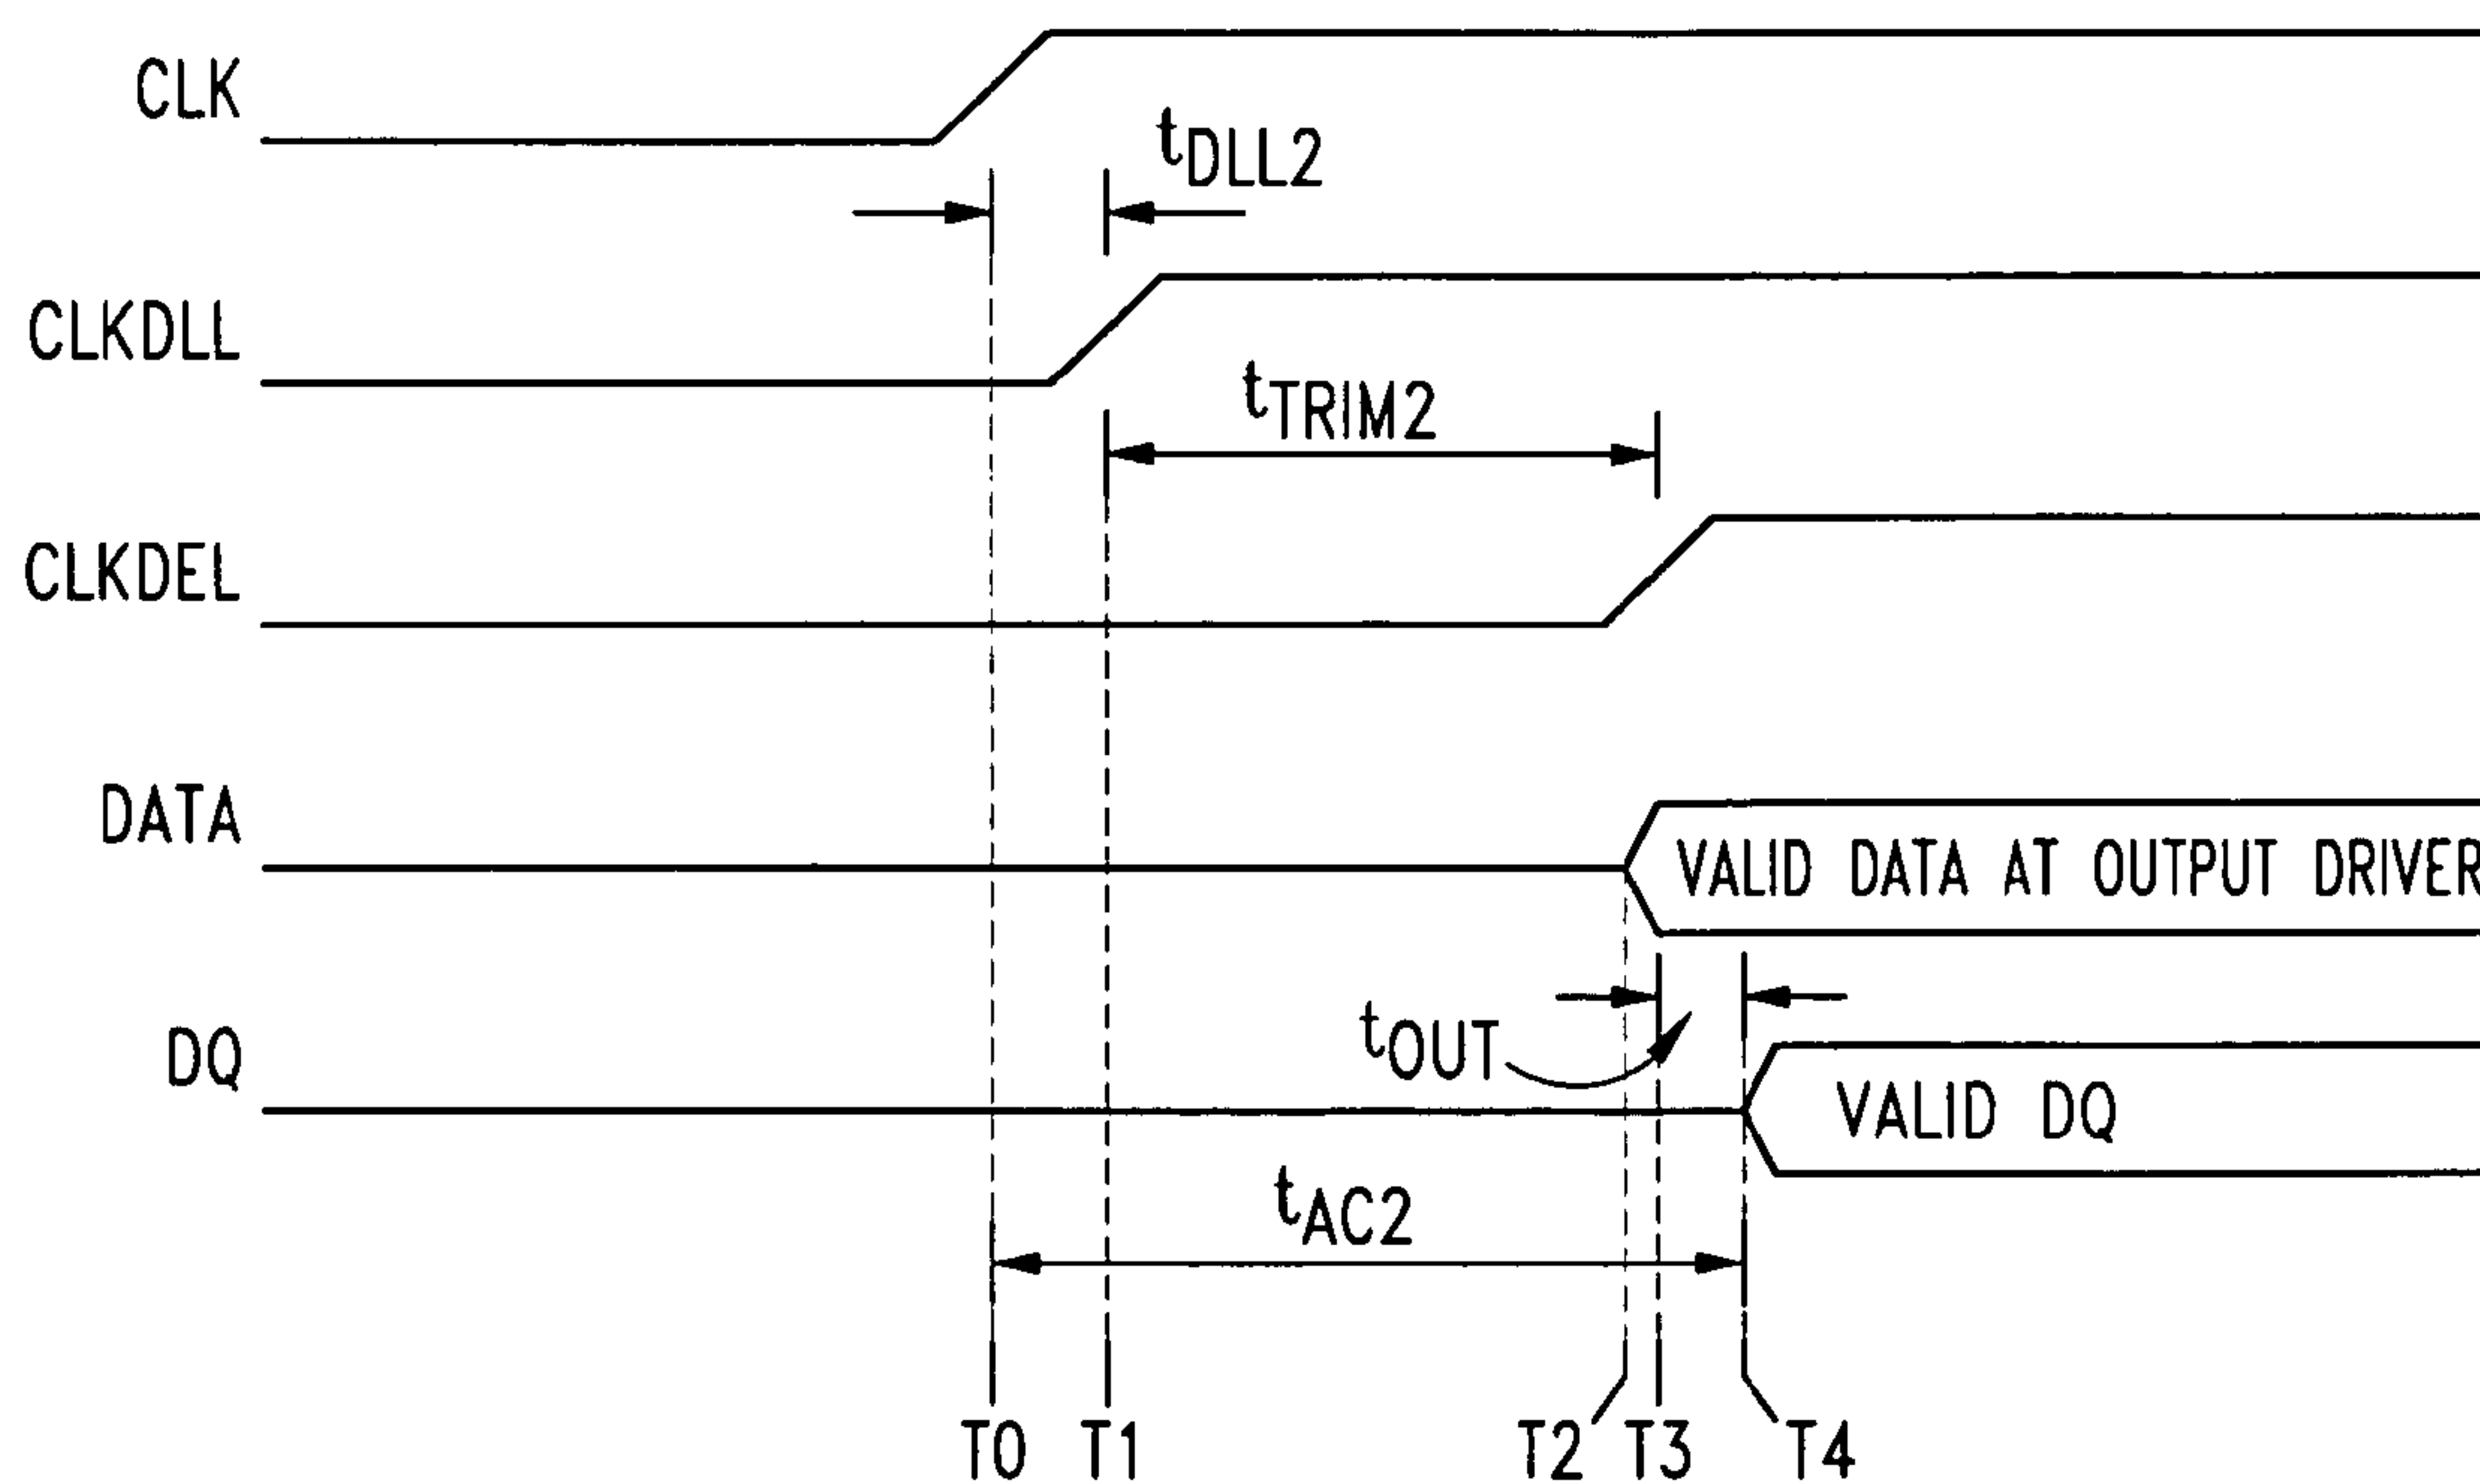 CLK
tDLL2
CLKDLL
tTRIM2
CLKDEL
DATA
VALID DATA AT OUTPUT DRIVER
tOUT
DQ
VALID DQ
tAC2
T0 T1 T2 T3 T4